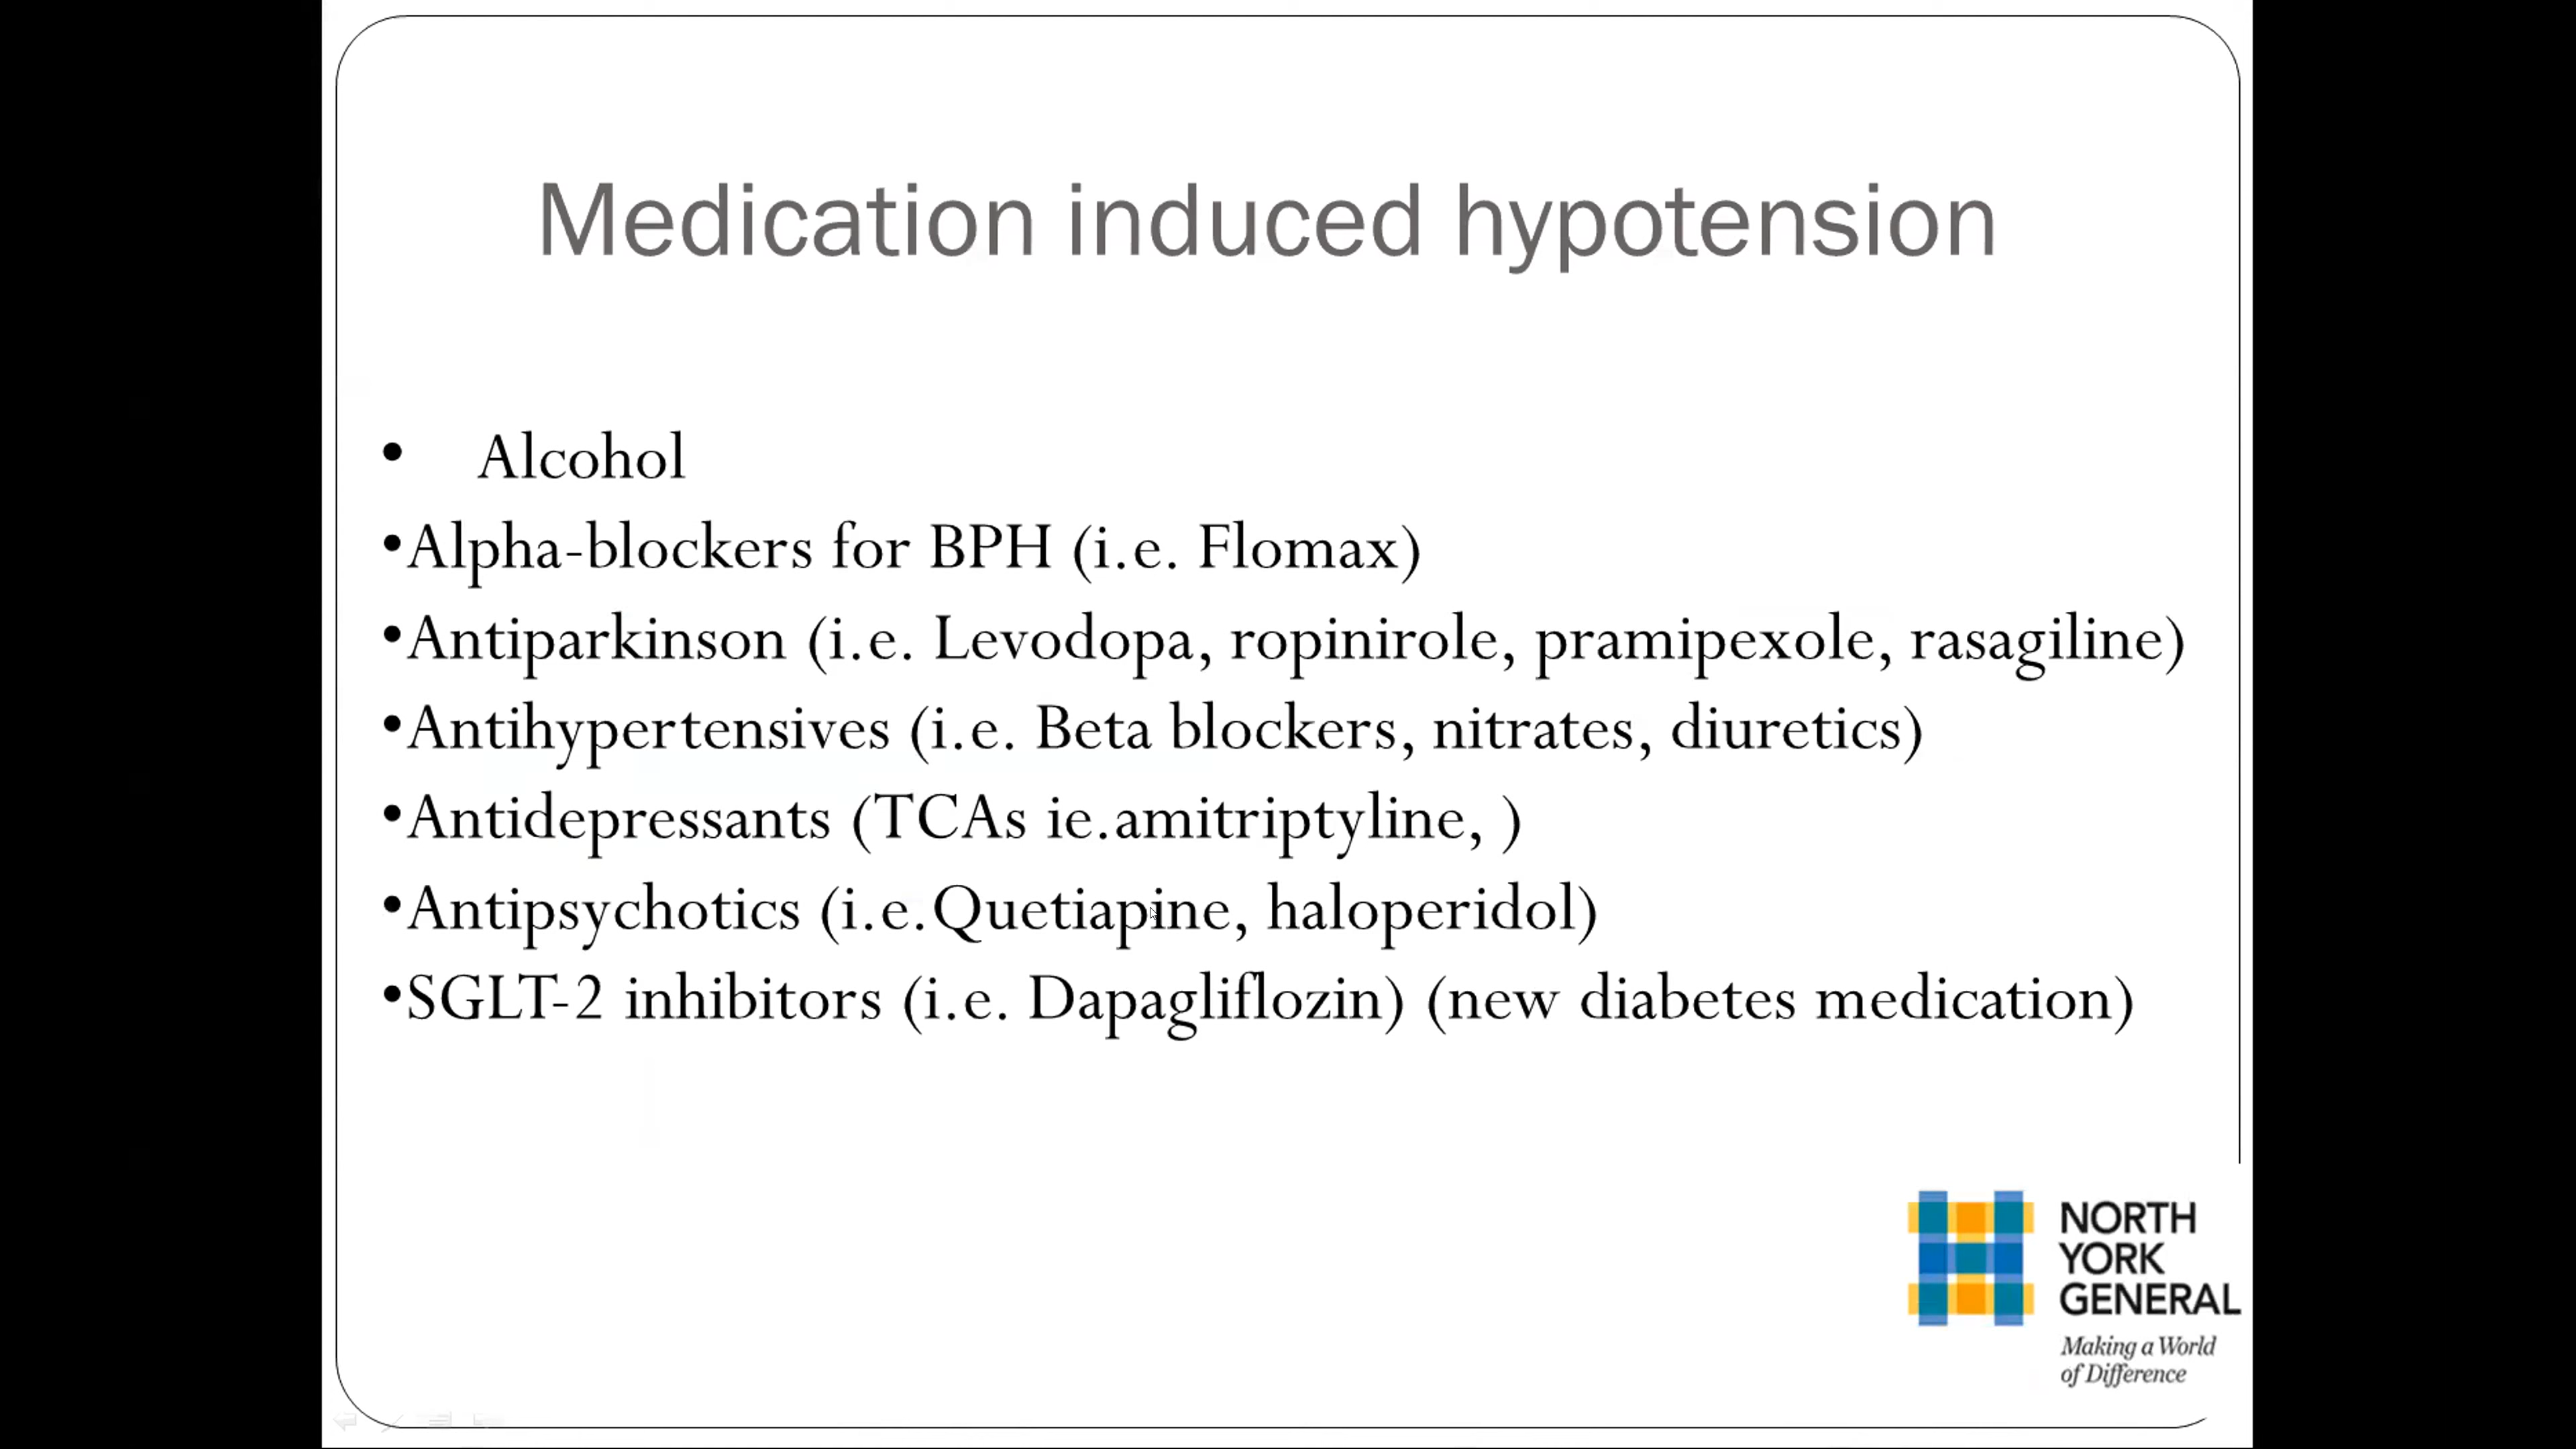 Medication induced hypotension
• Alcohol
•Alpha-blockers for BPH (i.e. Flomax)
•Antiparkinson (i.e. Levodopa, ropinirole, pramipexole, rasagiline)
•Antihypertensives (i.e. Beta blockers, nitrates, diuretics)
•Antidepressants (TCAs ie.amitriptyline, )
•Antipsychotics (i.e.Quetiapine, haloperidol)
•SGLT-2 inhibitors (i.e. Dapagliflozin) (new diabetes medication)
NORTH
YORK
GENERAL
Making a World
of Difference